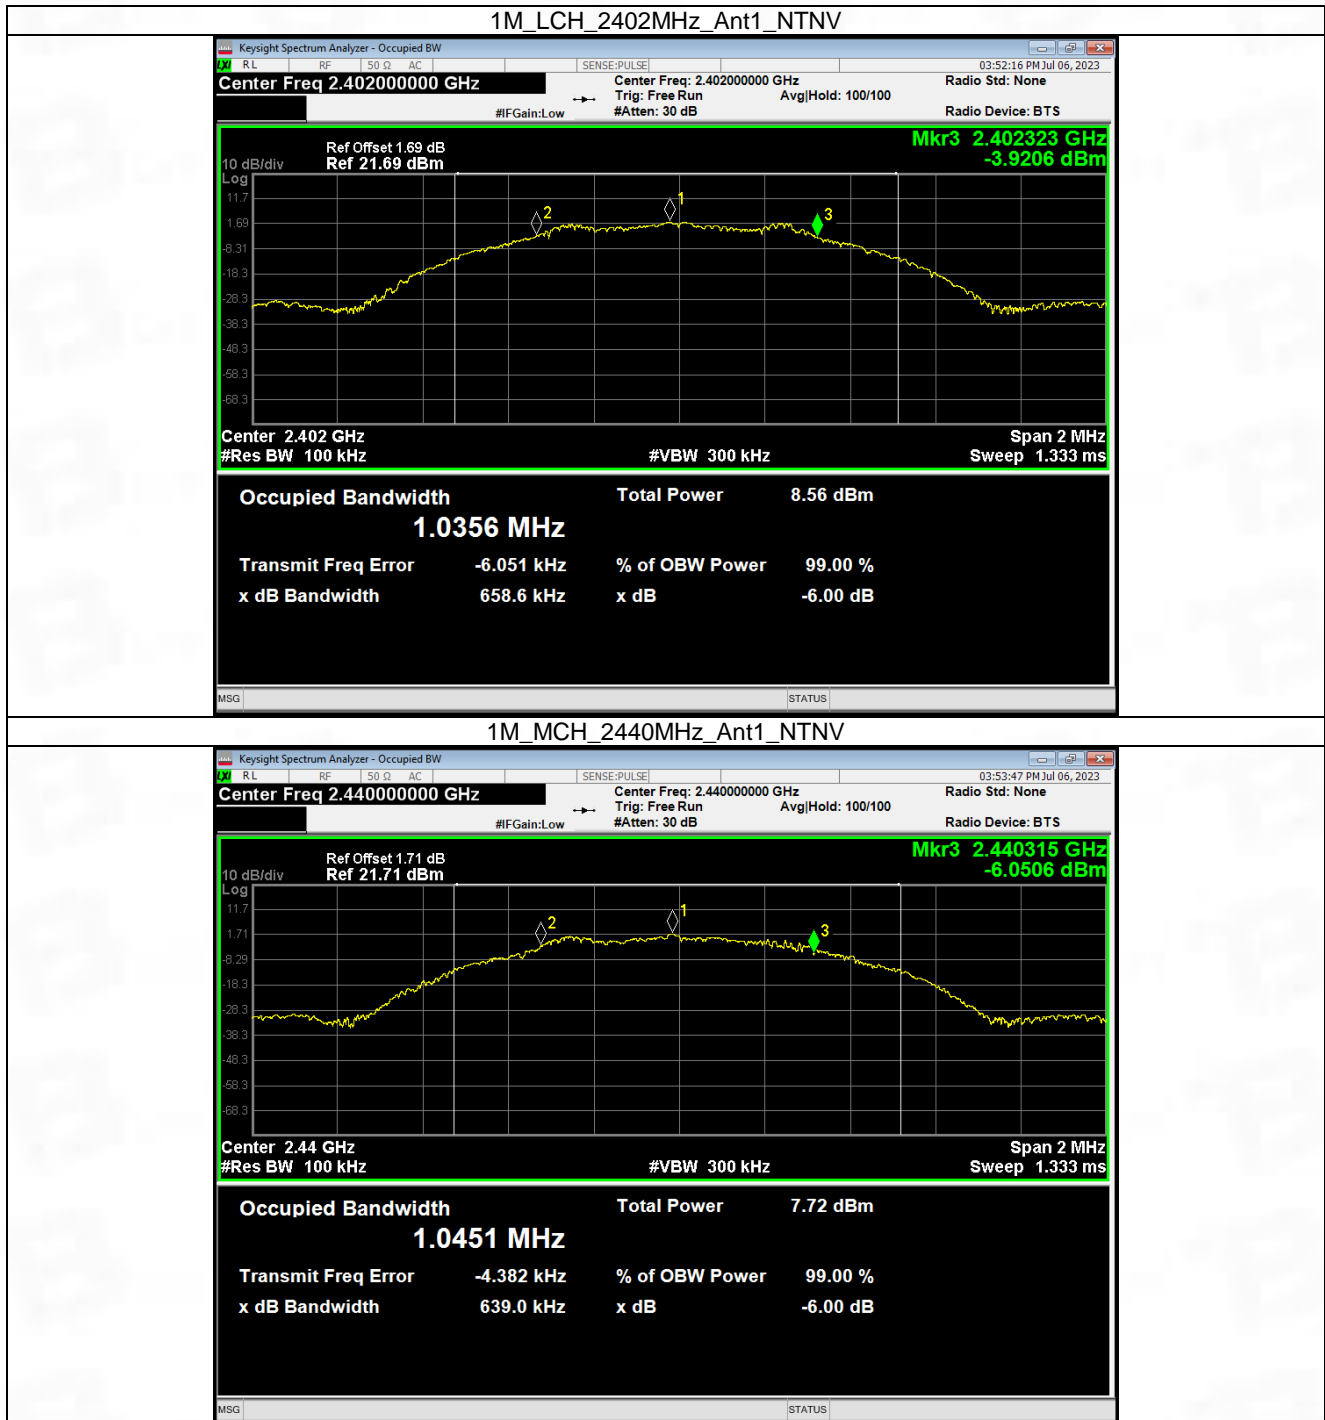 1M_LCH_2402MHz_Ant1_NTNV
Keysight Spectrum Analyzer - Occupied BW
LXI RL RF 50 Ω AC SENSE:PULSE 03:52:16 PM Jul 06, 2023
Center Freq 2.402000000 GHz Center Freq: 2.402000000 GHz Radio Std: None
Trig: Free Run Avg|Hold: 100/100
#IFGain:Low #Atten: 30 dB Radio Device: BTS
Mkr3 2.402323 GHz
-3.9206 dBm
Ref Offset 1.69 dB
10 dB/div Ref 21.69 dBm
Log
11.7
1.69
-8.31
-18.3
-28.3
-38.3
-48.3
-58.3
-68.3
2 1 3
Center 2.402 GHz Span 2 MHz
#Res BW 100 kHz #VBW 300 kHz Sweep 1.333 ms
Occupied Bandwidth Total Power 8.56 dBm
1.0356 MHz
Transmit Freq Error -6.051 kHz % of OBW Power 99.00 %
x dB Bandwidth 658.6 kHz x dB -6.00 dB
MSG STATUS
1M_MCH_2440MHz_Ant1_NTNV
Keysight Spectrum Analyzer - Occupied BW
LXI RL RF 50 Ω AC SENSE:PULSE 03:53:47 PM Jul 06, 2023
Center Freq 2.440000000 GHz Center Freq: 2.440000000 GHz Radio Std: None
Trig: Free Run Avg|Hold: 100/100
#IFGain:Low #Atten: 30 dB Radio Device: BTS
Mkr3 2.440315 GHz
-6.0506 dBm
Ref Offset 1.71 dB
10 dB/div Ref 21.71 dBm
Log
11.7
1.71
-8.29
-18.3
-28.3
-38.3
-48.3
-58.3
-68.3
2 1 3
Center 2.44 GHz Span 2 MHz
#Res BW 100 kHz #VBW 300 kHz Sweep 1.333 ms
Occupied Bandwidth Total Power 7.72 dBm
1.0451 MHz
Transmit Freq Error -4.382 kHz % of OBW Power 99.00 %
x dB Bandwidth 639.0 kHz x dB -6.00 dB
MSG STATUS